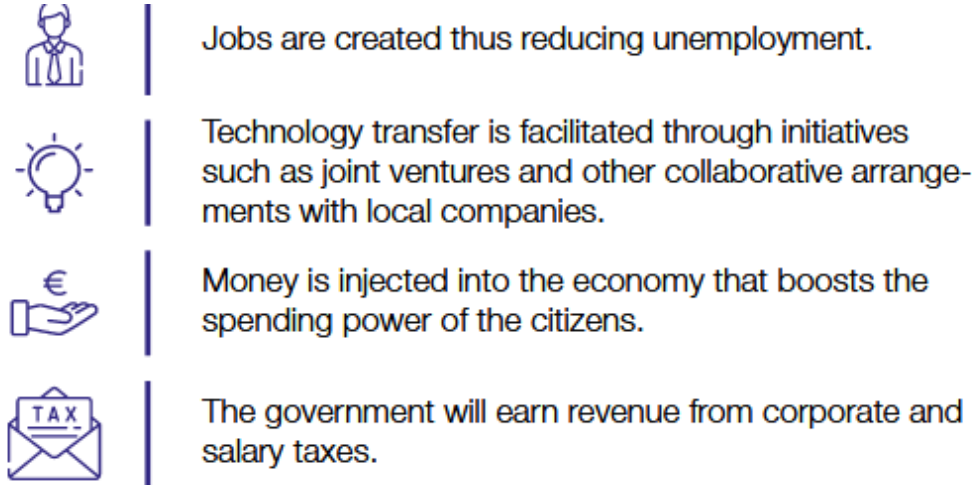 Jobs are created thus reducing unemployment.
Technology transfer is facilitated through initiatives
such as joint ventures and other collaborative arrange-
ments with local companies.
€
Money is injected into the economy that boosts the
spending power of the citizens.
TAX
The government will earn revenue from corporate and
salary taxes.